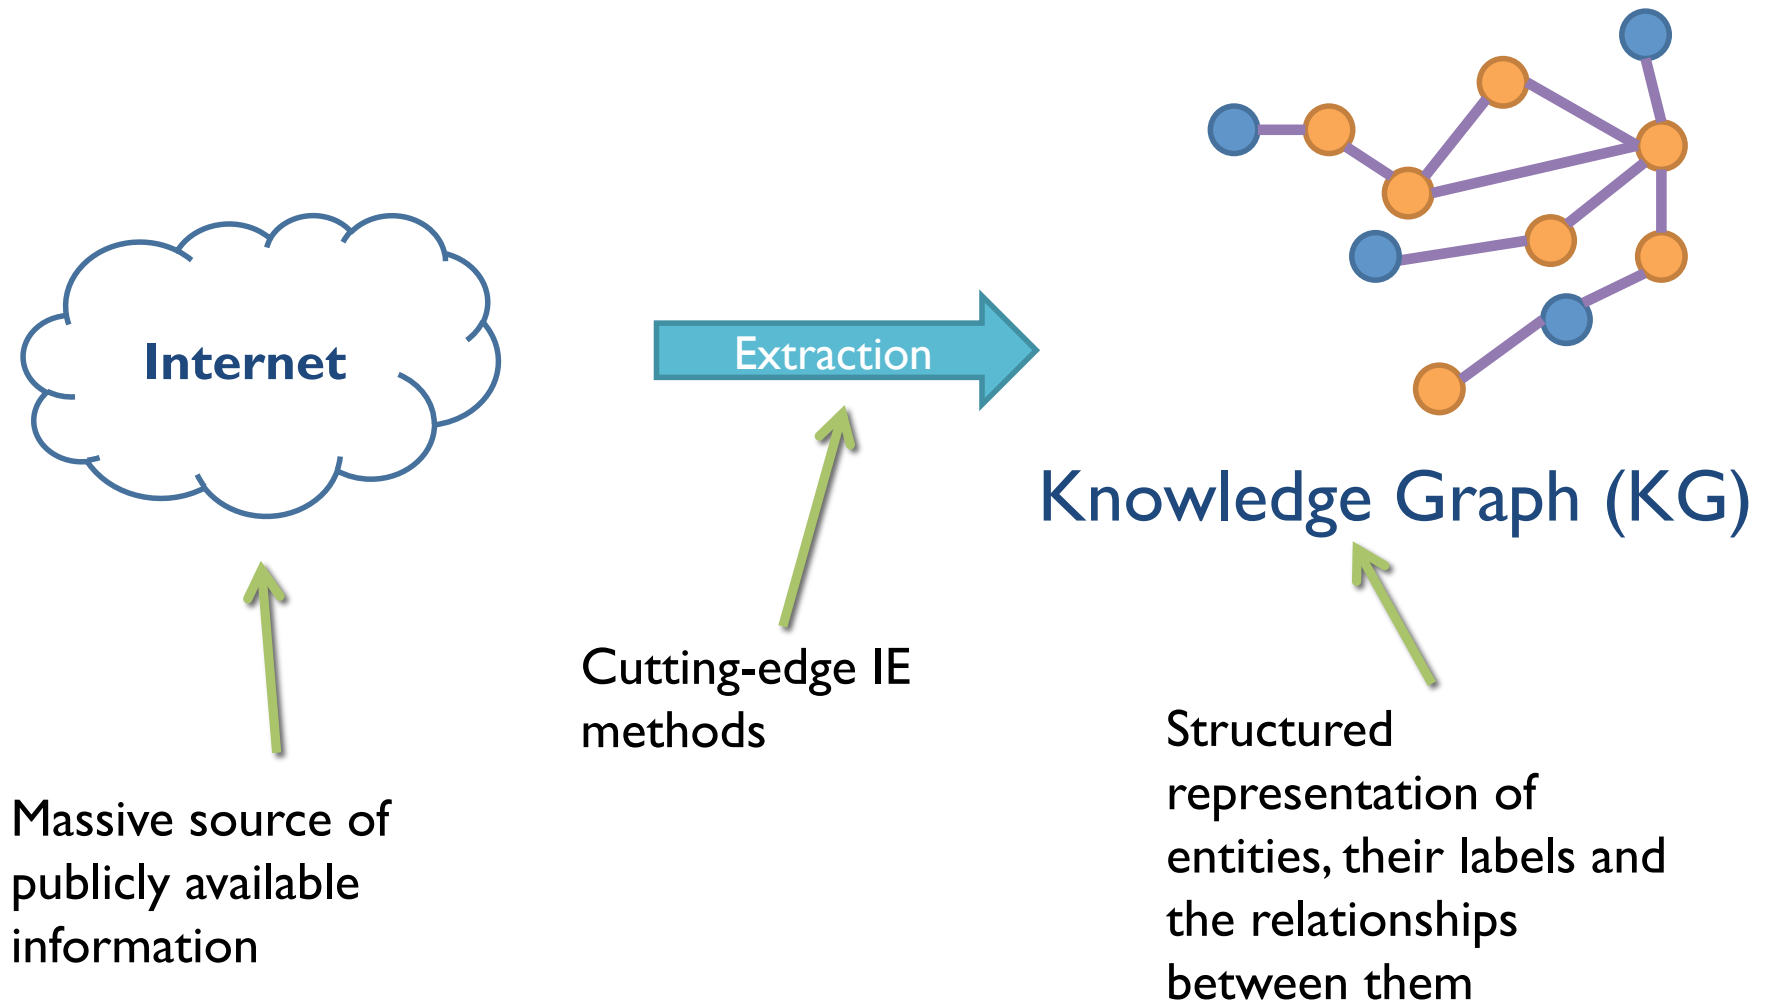 Internet
Extraction
Knowledge Graph (KG)
Cutting-edge IE
methods
Massive source of
publicly available
information
Structured
representation of
entities, their labels and
the relationships
between them